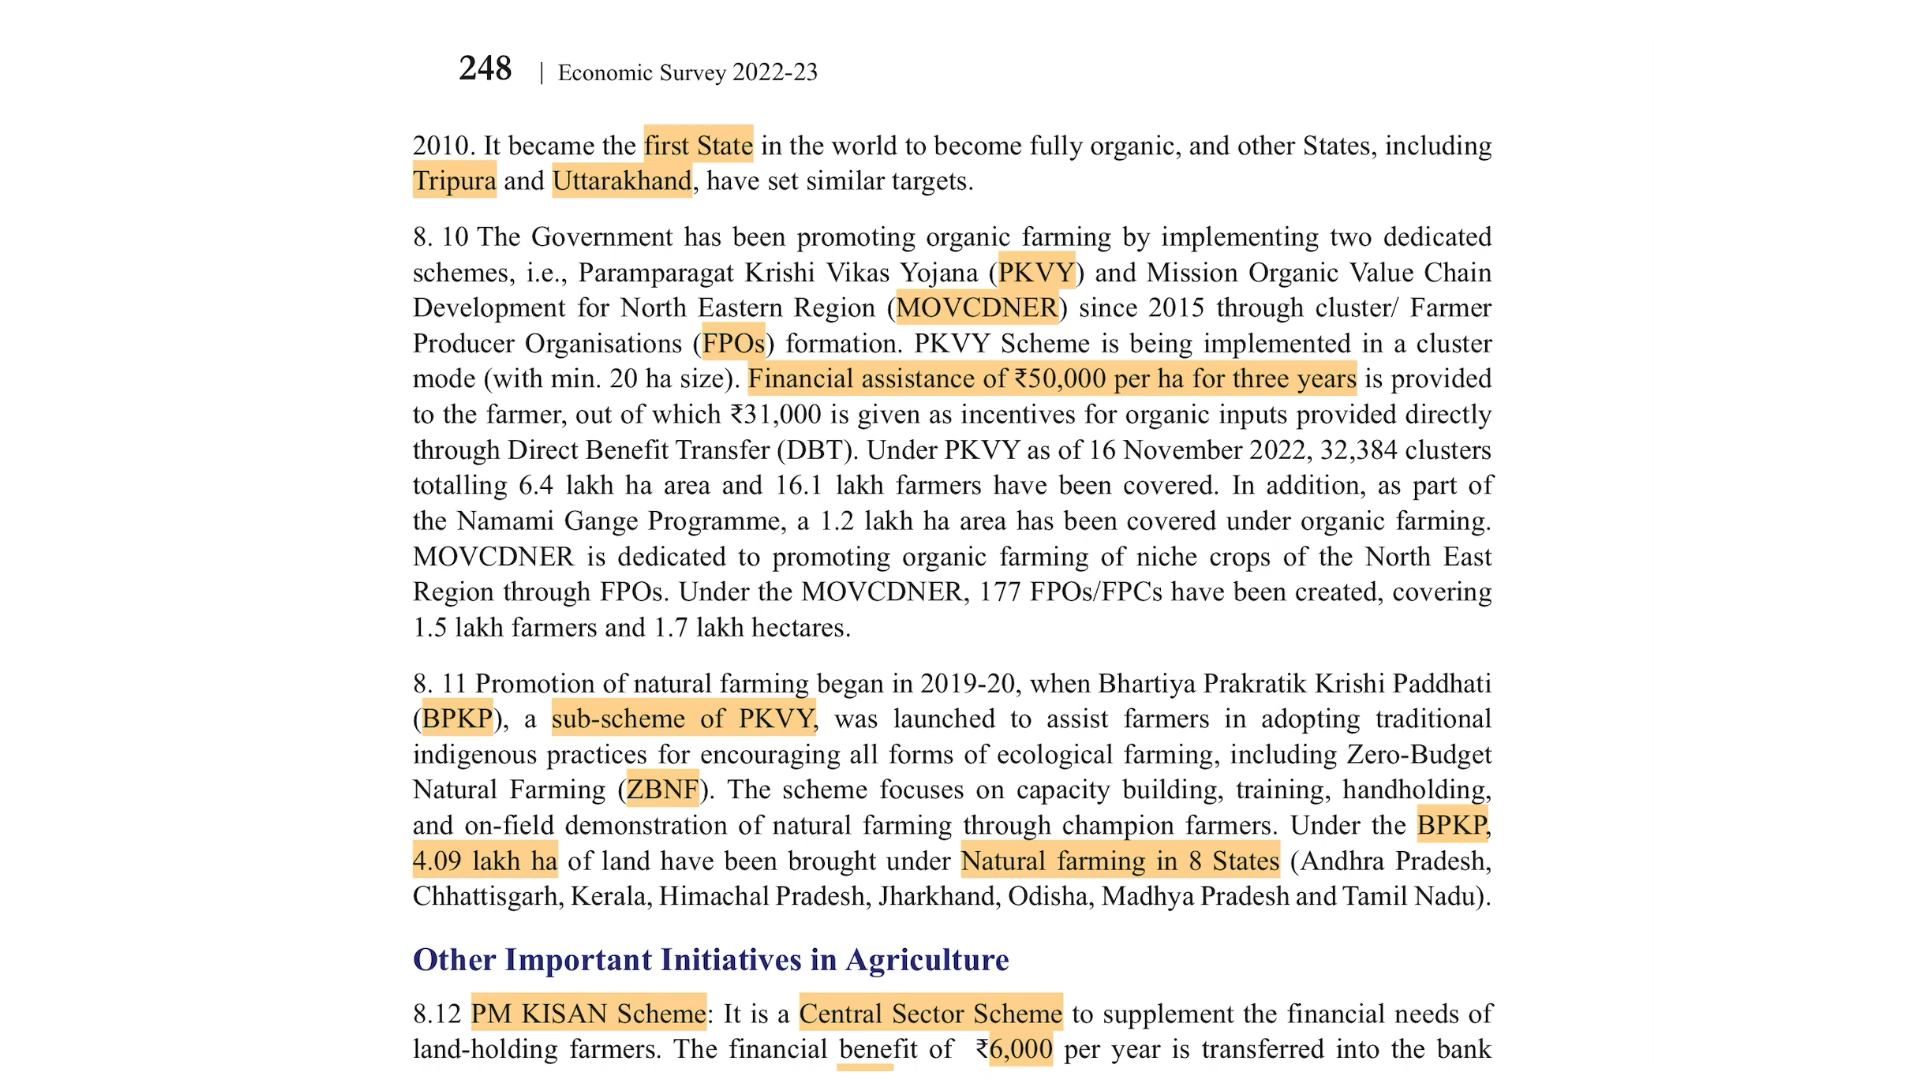 248 | Economic Survey 2022-23
2010. It became the first State in the world to become fully organic, and other States, including
Tripura and Uttarakhand, have set similar targets.
8. 10 The Government has been promoting organic farming by implementing two dedicated
schemes, i.e., Paramparagat Krishi Vikas Yojana (PKVY) and Mission Organic Value Chain
Development for North Eastern Region (MOVCDNER) since 2015 through cluster/ Farmer
Producer Organisations (FPOs) formation. PKVY Scheme is being implemented in a cluster
mode (with min. 20 ha size). Financial assistance of ₹50,000 per ha for three years is provided
to the farmer, out of which ₹31,000 is given as incentives for organic inputs provided directly
through Direct Benefit Transfer (DBT). Under PKVY as of 16 November 2022, 32,384 clusters
totalling 6.4 lakh ha area and 16.1 lakh farmers have been covered. In addition, as part of
the Namami Gange Programme, a 1.2 lakh ha area has been covered under organic farming.
MOVCDNER is dedicated to promoting organic farming of niche crops of the North East
Region through FPOs. Under the MOVCDNER, 177 FPOs/FPCs have been created, covering
1.5 lakh farmers and 1.7 lakh hectares.
8. 11 Promotion of natural farming began in 2019-20, when Bhartiya Prakratik Krishi Paddhati
(BPKP), a sub-scheme of PKVY, was launched to assist farmers in adopting traditional
indigenous practices for encouraging all forms of ecological farming, including Zero-Budget
Natural Farming (ZBNF). The scheme focuses on capacity building, training, handholding,
and on-field demonstration of natural farming through champion farmers. Under the BPKP,
4.09 lakh ha of land have been brought under Natural farming in 8 States (Andhra Pradesh,
Chhattisgarh, Kerala, Himachal Pradesh, Jharkhand, Odisha, Madhya Pradesh and Tamil Nadu).
Other Important Initiatives in Agriculture
8.12 PM KISAN Scheme: It is a Central Sector Scheme to supplement the financial needs of
land-holding farmers. The financial benefit of ₹6,000 per year is transferred into the bank